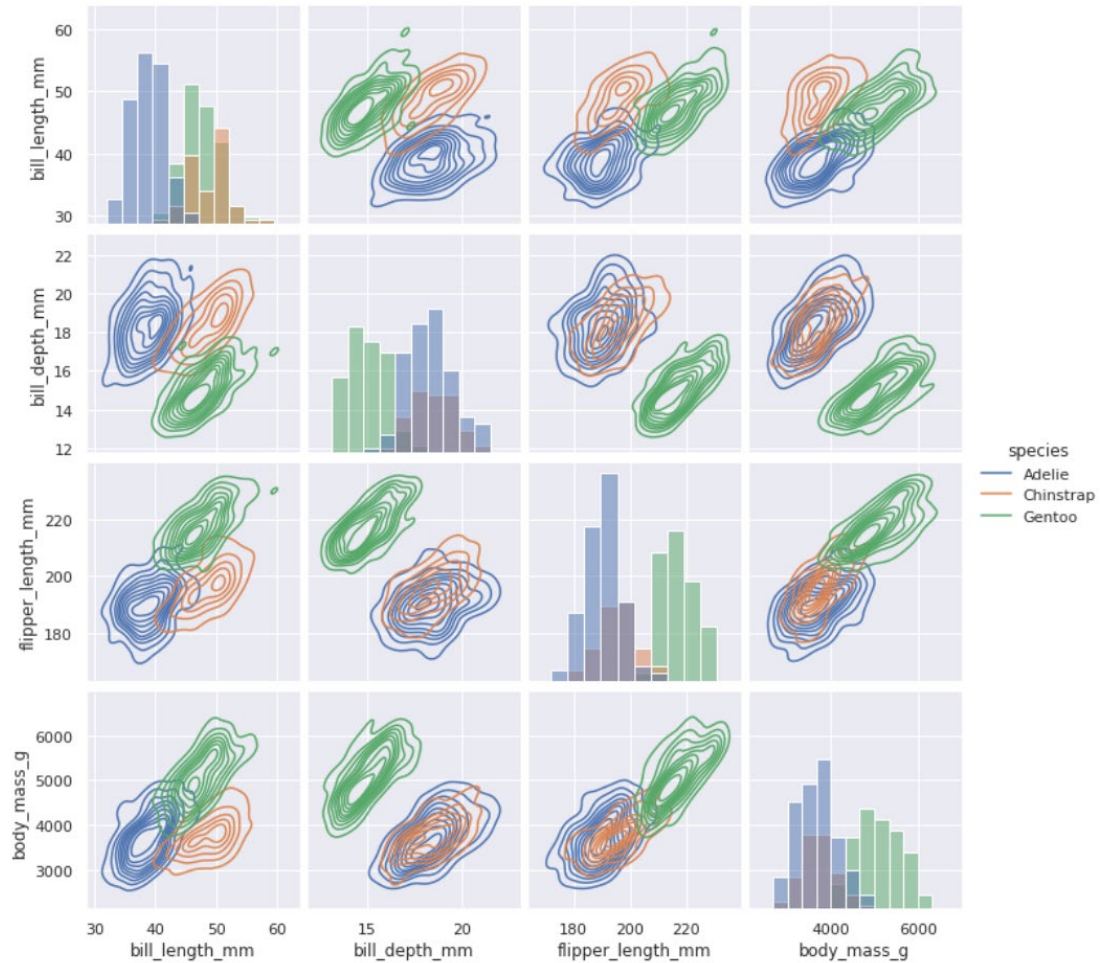 60
50
40
30
bill_length_mm
22
20
18
16
14
12
bill_depth_mm
220
200
180
flipper_length_mm
6000
5000
4000
3000
body_mass_g
30 40 50 60
bill_length_mm
15 20
bill_depth_mm
180 200 220
flipper_length_mm
4000 6000
body_mass_g
species
Adelie
Chinstrap
Gentoo